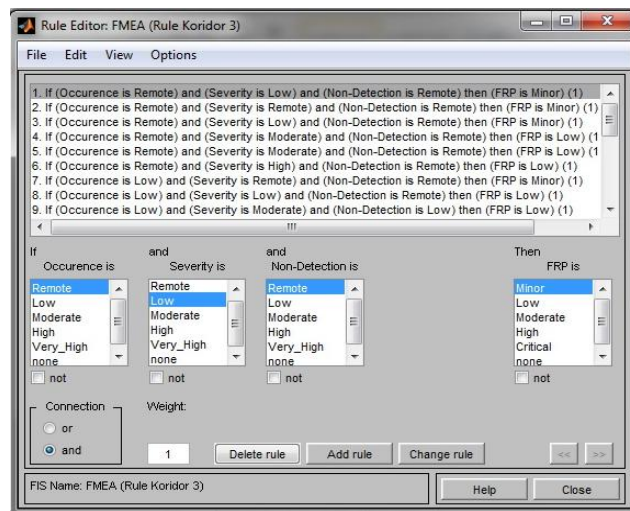 Rule Editor: FMEA (Rule Koridor 3)
File Edit View Options
1. If (Occurence is Remote) and (Severity is Low) and (Non-Detection is Remote) then (FRP is Minor) (1)
2. If (Occurence is Remote) and (Severity is Remote) and (Non-Detection is Remote) then (FRP is Minor) (1)
3. If (Occurence is Remote) and (Severity is Low) and (Non-Detection is Remote) then (FRP is Minor) (1)
4. If (Occurence is Remote) and (Severity is Moderate) and (Non-Detection is Remote) then (FRP is Low) (1
5. If (Occurence is Remote) and (Severity is Moderate) and (Non-Detection is Remote) then (FRP is Low) (1
6. If (Occurence is Remote) and (Severity is High) and (Non-Detection is Remote) then (FRP is Low) (1)
7. If (Occurence is Low) and (Severity is Remote) and (Non-Detection is Remote) then (FRP is Minor) (1)
8. If (Occurence is Low) and (Severity is Low) and (Non-Detection is Remote) then (FRP is Low) (1)
9. If (Occurence is Low) and (Severity is Moderate) and (Non-Detection is Low) then (FRP is Low) (1)
If and and Then
Occurence is Severity is Non-Detection is FRP is
Remote Remote Remote Minor
Low Low Low Low
Moderate Moderate Moderate Moderate
High High High High
Very_High Very_High Very_High Critical
none none none none
not not not not
Connection Weight:
or
and 1 Delete rule Add rule Change rule << >>
FIS Name: FMEA (Rule Koridor 3) Help Close